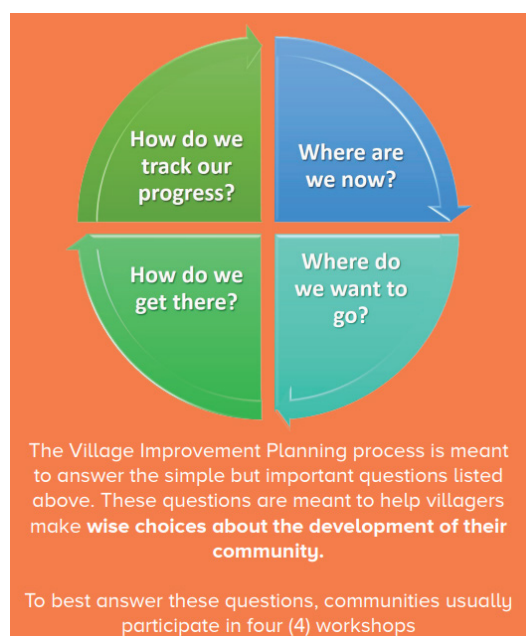 How do we
track our
progress?
Where are
we now?
How do we
get there?
Where do
we want to
go?
The Village Improvement Planning process is meant
to answer the simple but important questions listed
above. These questions are meant to help villagers
make wise choices about the development of their
community.
To best answer these questions, communities usually
participate in four (4) workshops